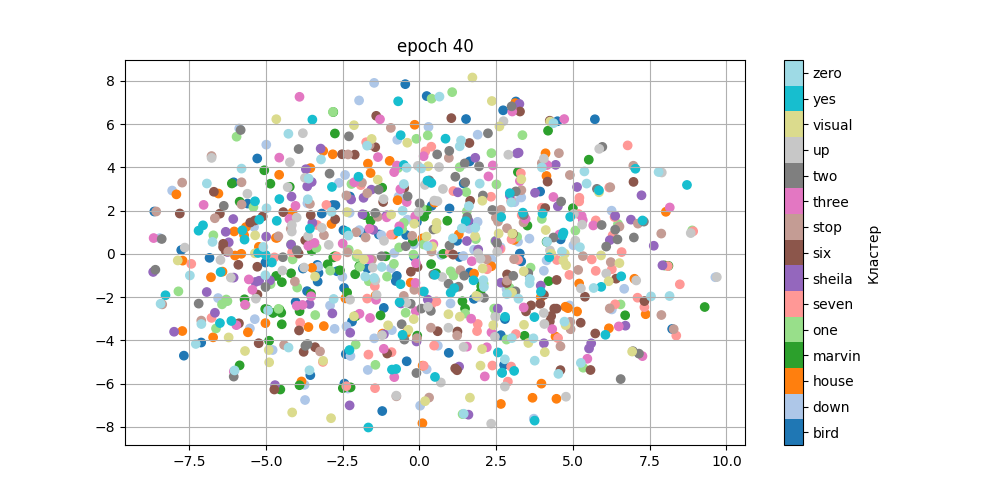 epoch 40
8
6
4
2
0
−2
−4
−6
−8
−7.5
−5.0
−2.5
0.0
2.5
5.0
7.5
10.0
zero
yes
visual
up
two
three
stop
six
sheila
seven
one
marvin
house
down
bird
Кластер